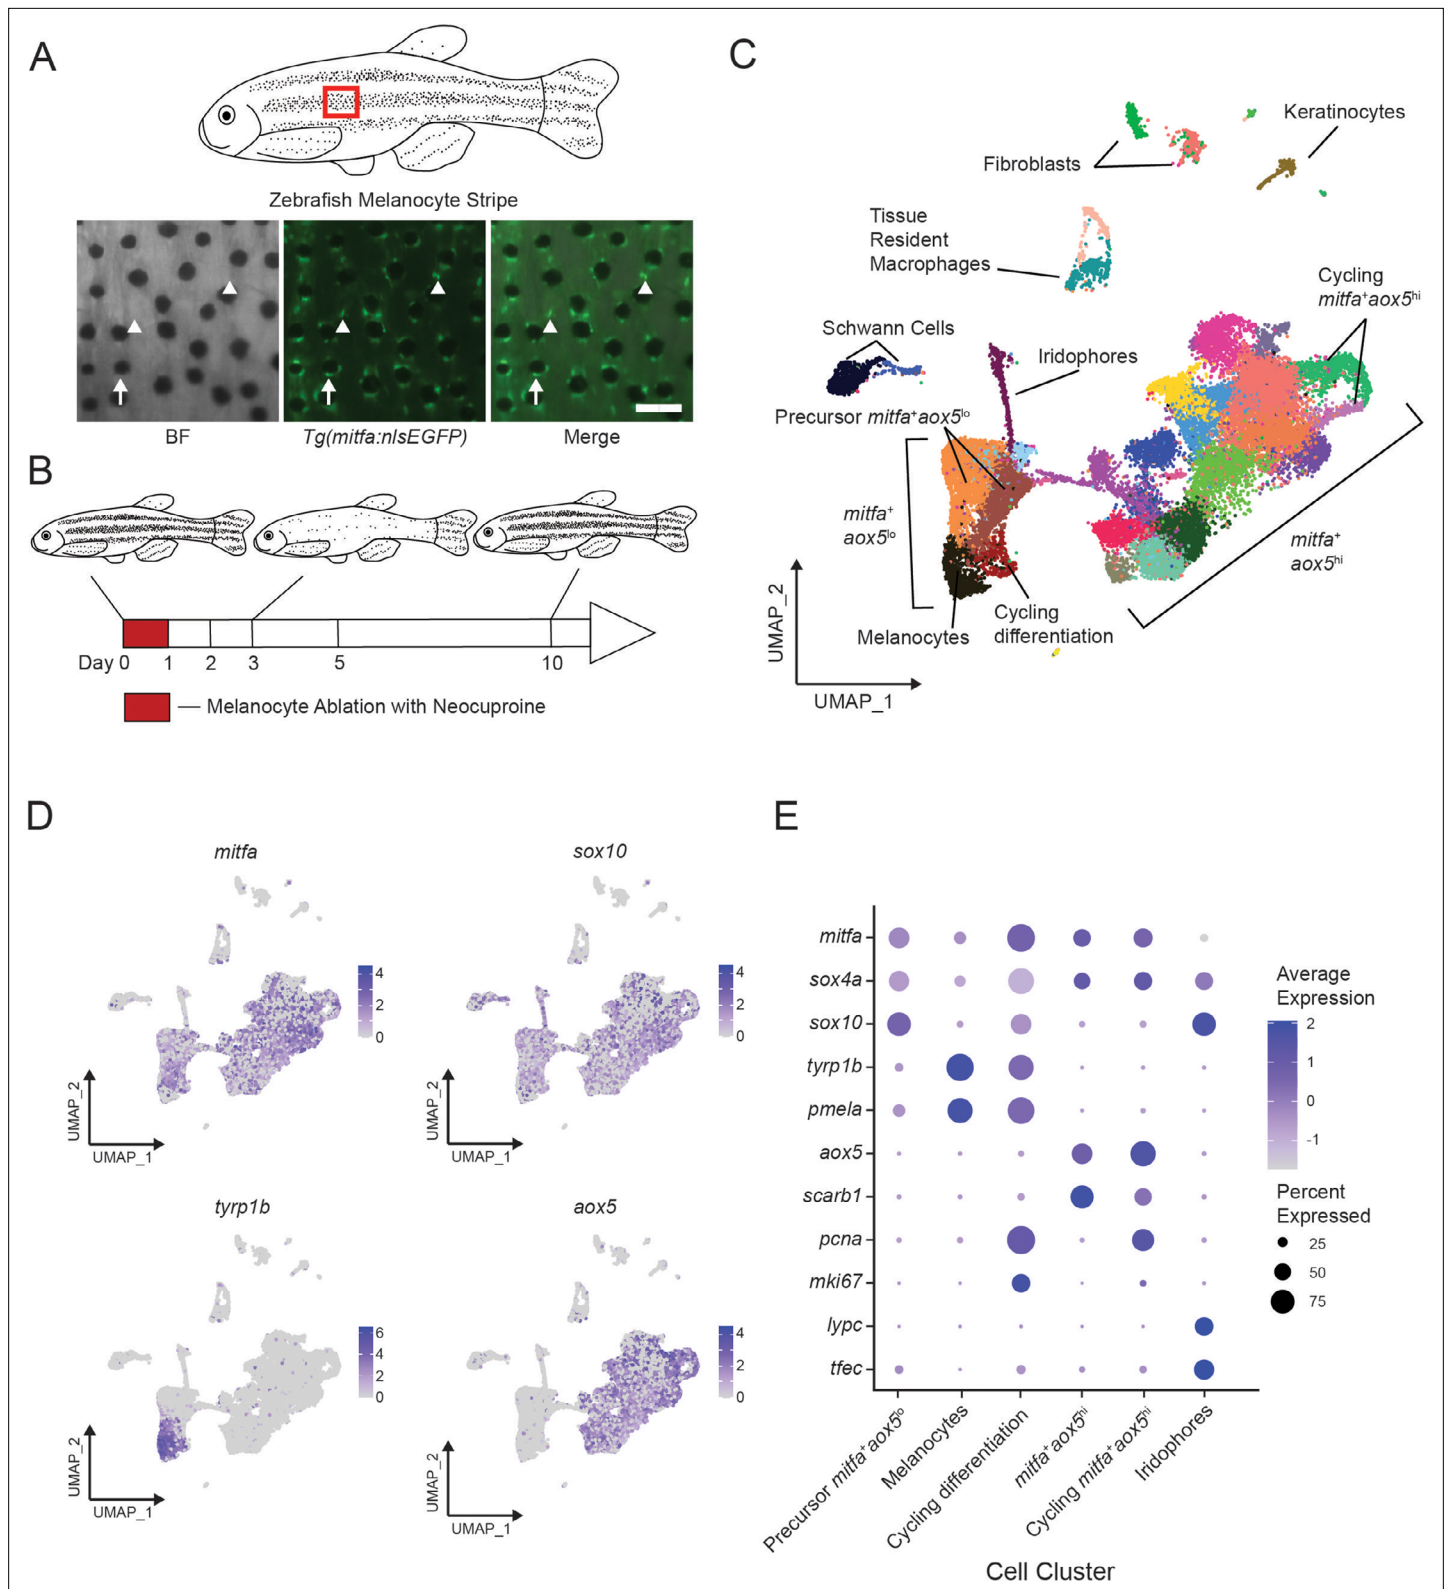 A
Zebrafish Melanocyte Stripe
BF
Tg(mitfa:nlsEGFP)
Merge
B
Day 0 1 2 3 5 10
— Melanocyte Ablation with Neocuproine
C
Keratinocytes
Fibroblasts
Tissue
Resident
Macrophages
Cycling
mitfa⁺aox5ʰⁱ
Schwann Cells
Iridophores
Precursor mitfa⁺aox5ˡᵒ
mitfa⁺
aox5ˡᵒ
mitfa⁺
aox5ʰⁱ
Cycling
differentiation
Melanocytes
UMAP_2
UMAP_1
D
mitfa
4
2
0
UMAP_2
UMAP_1
sox10
4
2
0
UMAP_2
UMAP_1
tyrp1b
6
4
2
0
UMAP_2
UMAP_1
aox5
4
2
0
UMAP_2
UMAP_1
E
mitfa
sox4a
sox10
tyrp1b
pmela
aox5
scarb1
pcna
mki67
lypc
tfec
Precursor mitfa⁺aox5ˡᵒ
Melanocytes
Cycling differentiation
mitfa⁺aox5ʰⁱ
Cycling mitfa⁺aox5ʰⁱ
Iridophores
Cell Cluster
Average
Expression
2
1
0
-1
Percent
Expressed
25
50
75